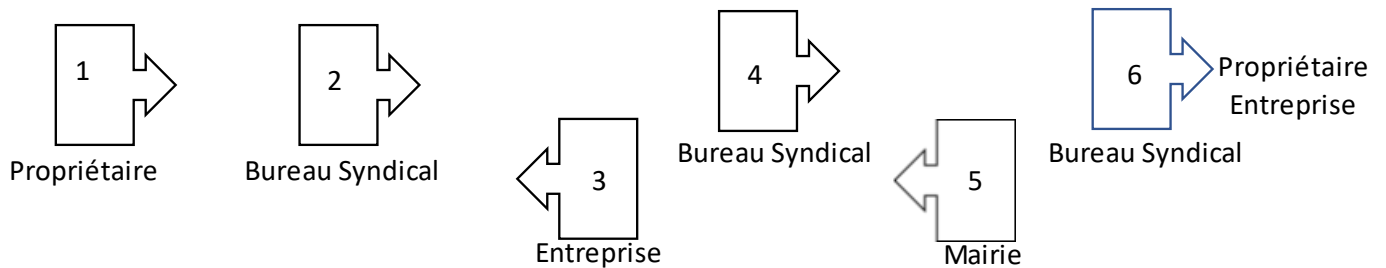 1
Propriétaire
2
Bureau Syndical
3
Entreprise
4
Bureau Syndical
5
Mairie
6
Bureau Syndical
Propriétaire
Entreprise